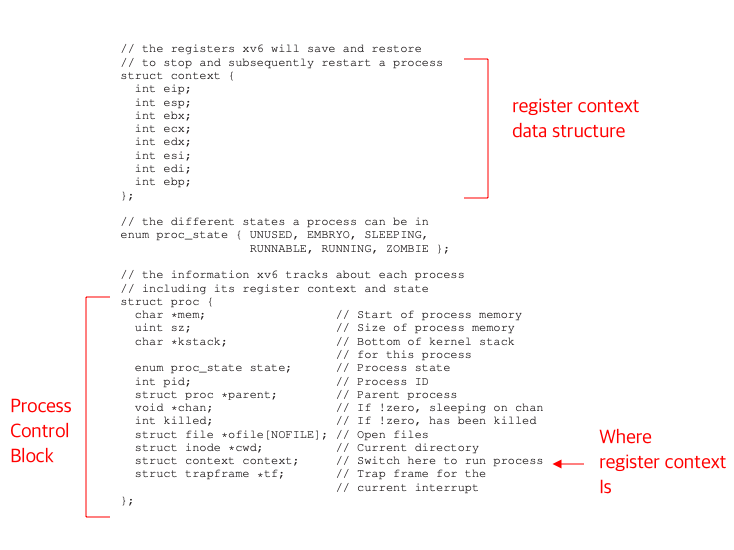 // the registers xv6 will save and restore
// to stop and subsequently restart a process
struct context {
  int eip;
  int esp;
  int ebx;
  int ecx;
  int edx;
  int esi;
  int edi;
  int ebp;
};
register context
data structure
// the different states a process can be in
enum proc_state { UNUSED, EMBRYO, SLEEPING,
                  RUNNABLE, RUNNING, ZOMBIE };
// the information xv6 tracks about each process
// including its register context and state
struct proc {
  char *mem;                  // Start of process memory
  uint sz;                    // Size of process memory
  char *kstack;               // Bottom of kernel stack
                              // for this process
  enum proc_state state;      // Process state
  int pid;                    // Process ID
  struct proc *parent;        // Parent process
  void *chan;                 // If !zero, sleeping on chan
  int killed;                 // If !zero, has been killed
  struct file *ofile[NOFILE]; // Open files
  struct inode *cwd;          // Current directory
  struct context context;     // Switch here to run process
  struct trapframe *tf;       // Trap frame for the
                              // current interrupt
};
Process
Control
Block
Where
register context
Is